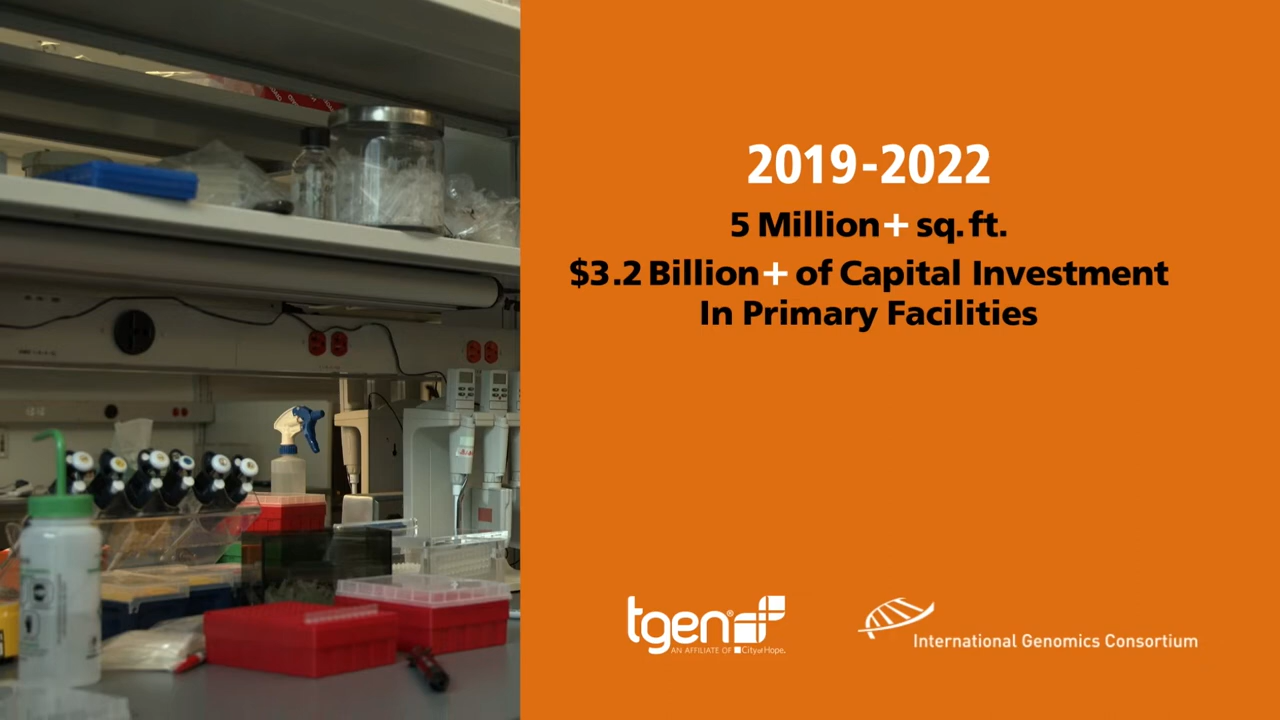 2019-2022
5 Million+ sq. ft.
$3.2 Billion+ of Capital Investment
In Primary Facilities
tgen®
AN AFFILIATE OF City of Hope.
International Genomics Consortium